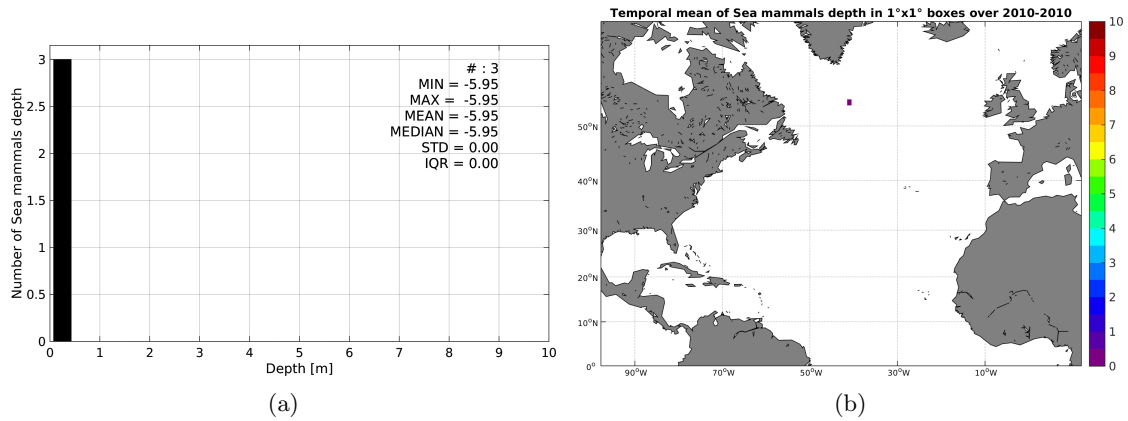 Number of Sea mammals depth
3
2.5
2
1.5
1
0.5
0
# : 3
MIN = -5.95
MAX = -5.95
MEAN = -5.95
MEDIAN = -5.95
STD = 0.00
IQR = 0.00
0 1 2 3 4 5 6 7 8 9 10
Depth [m]
(a)
Temporal mean of Sea mammals depth in 1°x1° boxes over 2010-2010
50°N
40°N
30°N
20°N
10°N
0°
90°W 70°W 50°W 30°W 10°W
10
9
8
7
6
5
4
3
2
1
0
(b)